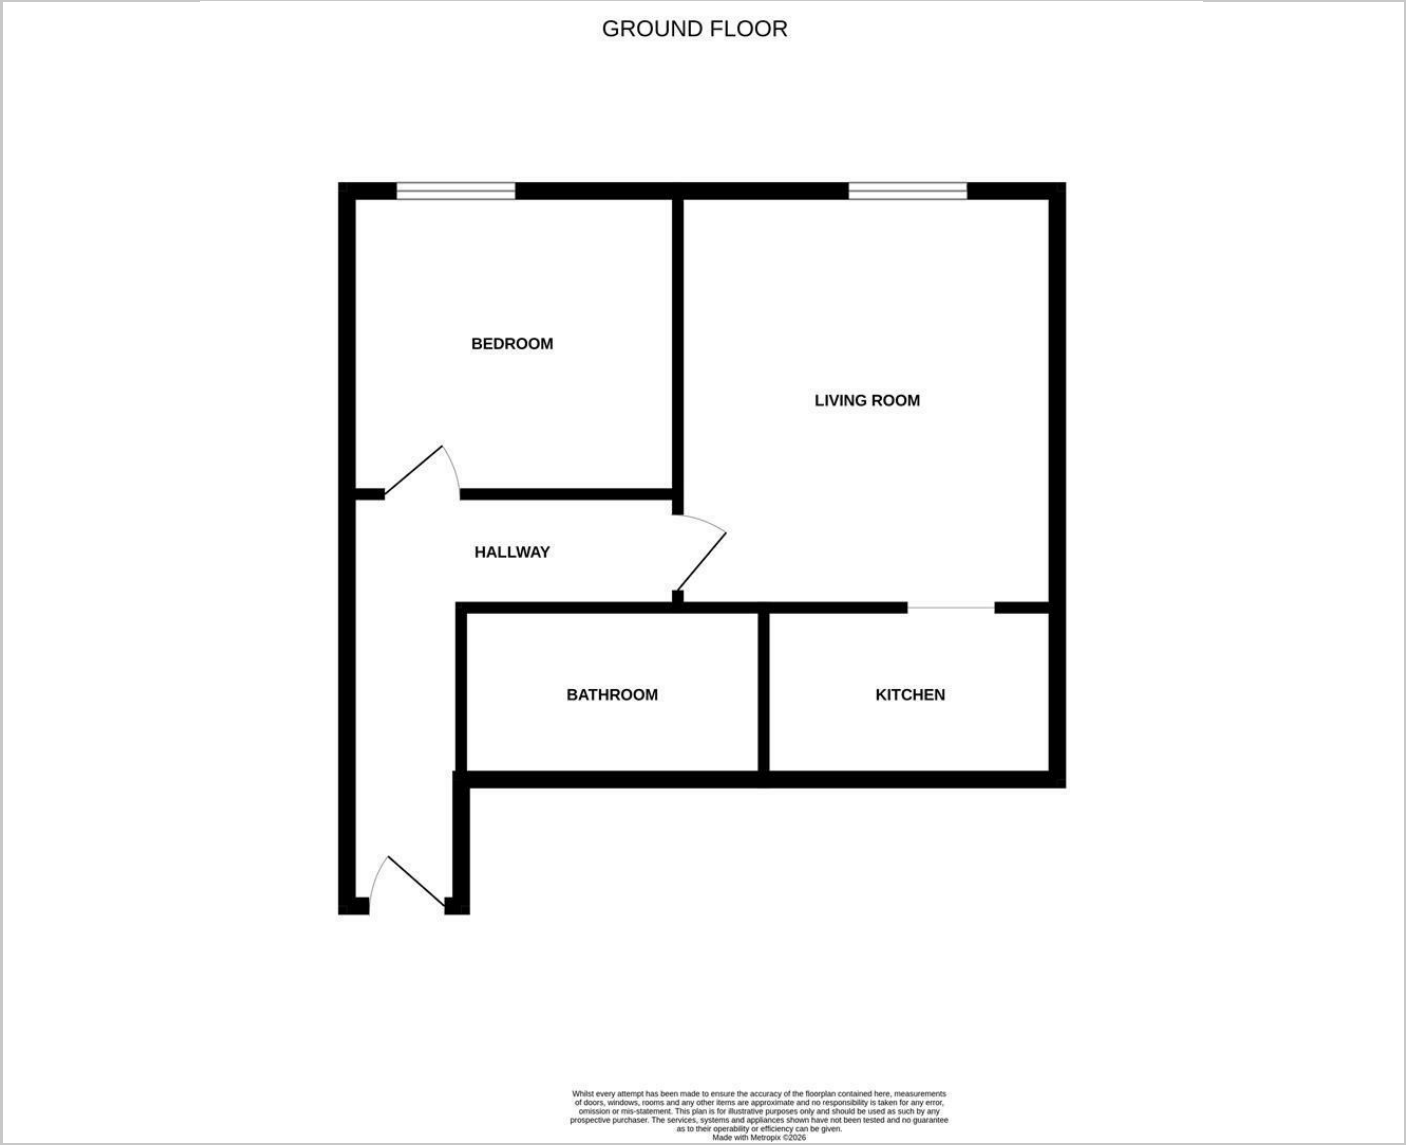 GROUND FLOOR
BEDROOM
LIVING ROOM
HALLWAY
BATHROOM
KITCHEN
Whilst every attempt has been made to ensure the accuracy of the floorplan contained here, measurements
of doors, windows, rooms and any other items are approximate and no responsibility is taken for any error,
omission or mis-statement. This plan is for illustrative purposes only and should be used as such by any
prospective purchaser. The services, systems and appliances shown have not been tested and no guarantee
as to their operability or efficiency can be given.
Made with Metropix ©2026